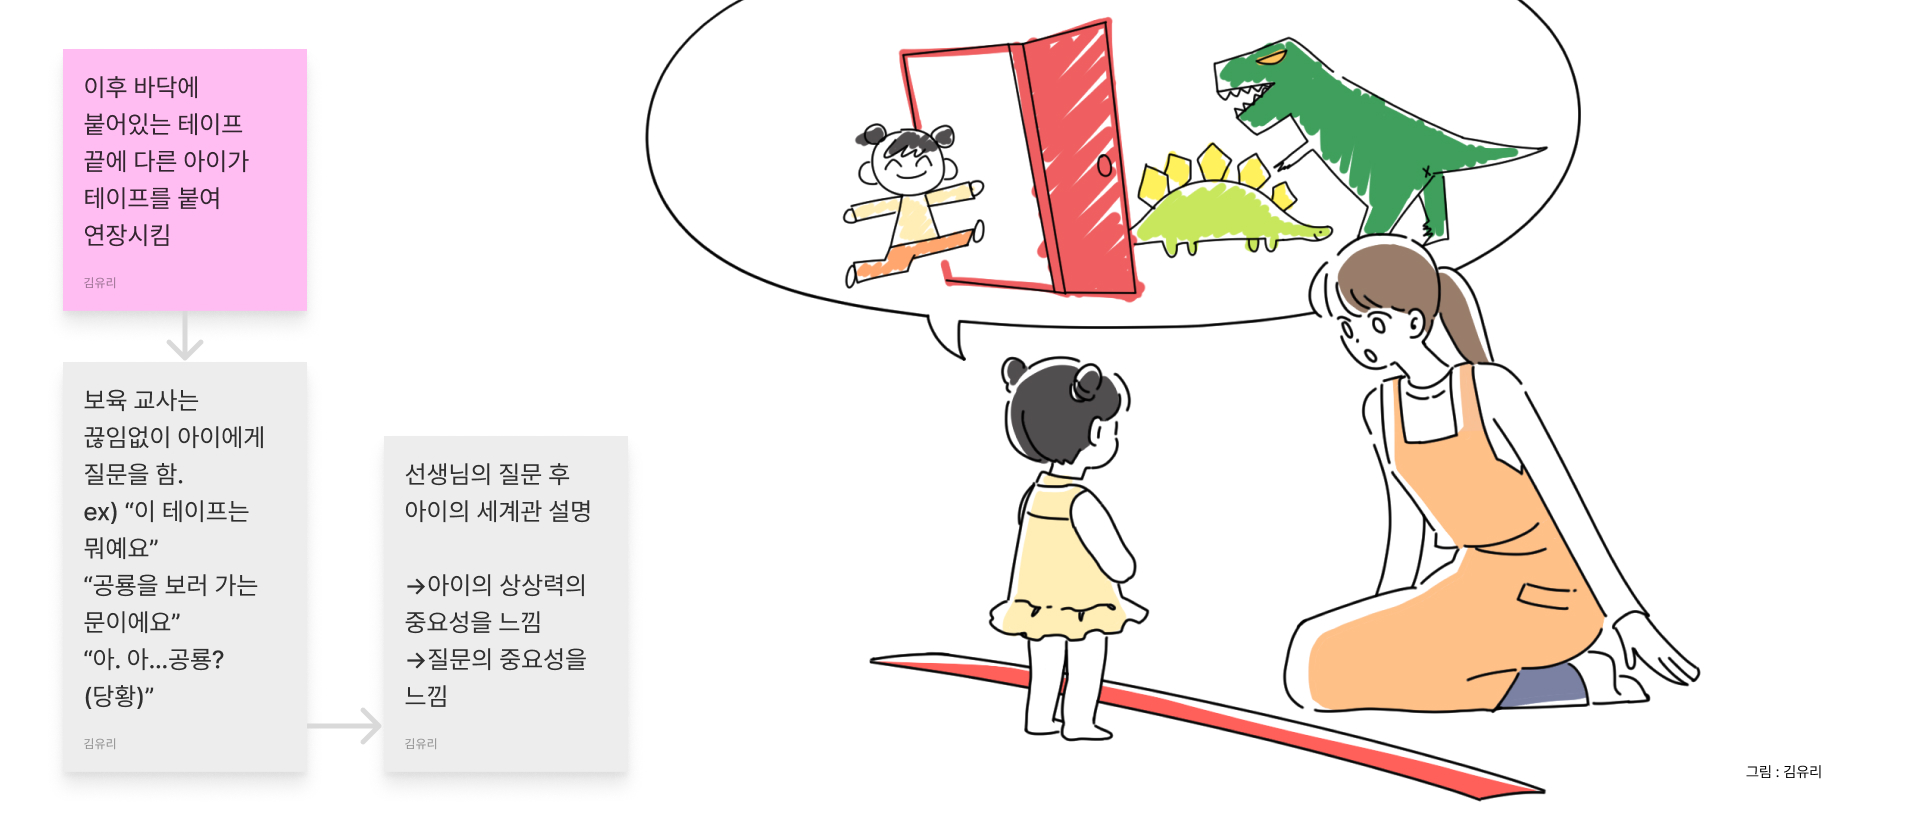 이후 바닥에
붙어있는 테이프
끝에 다른 아이가
테이프를 붙여
연장시킴
김유리
보육 교사는
끊임없이 아이에게
질문을 함.
ex) “이 테이프는
뭐예요”
“공룡을 보러 가는
문이에요”
“아. 아...공룡?
(당황)”
김유리
선생님의 질문 후
아이의 세계관 설명
→아이의 상상력의
중요성을 느낌
→질문의 중요성을
느낌
김유리
그림 : 김유리